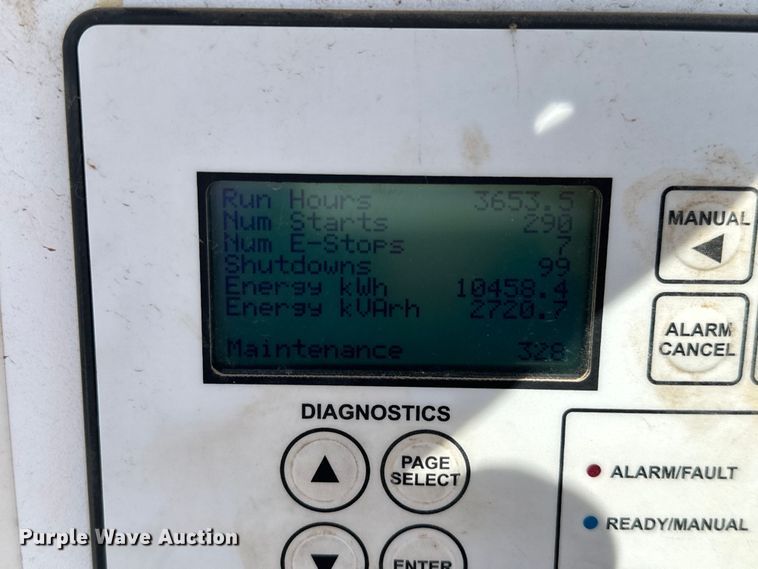 Run Hours 3653.5
Num Starts 290
Num E-Stops 7
Shutdowns 99
Energy kWh 10458.4
Energy kVArh 2720.7
Maintenance 328
MANUAL
ALARM
CANCEL
DIAGNOSTICS
PAGE
SELECT
ALARM/FAULT
READY/MANUAL
ENTER
Purple Wave Auction